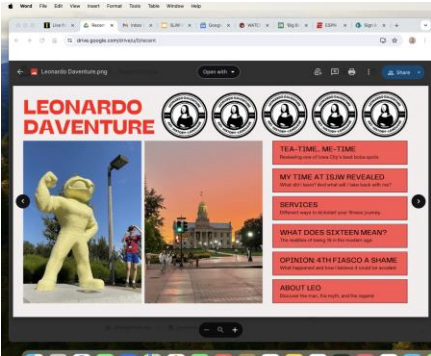 Word File Edit View Insert Format Tools Table Window Help
drive.google.com/drive/u/0/recent
Leonardo Daventure.png
Open with
Share
LEONARDO
DAVENTURE
TEA-TIME, ME-TIME
Reviewing one of Iowa City's best boba spots
MY TIME AT ISJW REVEALED
What did I learn? And what will I take back with me?
SERVICES
Different ways to kickstart your fitness journey
WHAT DOES SIXTEEN MEAN?
The realities of being 16 in the modern age
OPINION: 4TH FIASCO A SHAME
What happened and how it could be avoided
ABOUT LEO
Discover the man, the myth, and the legend